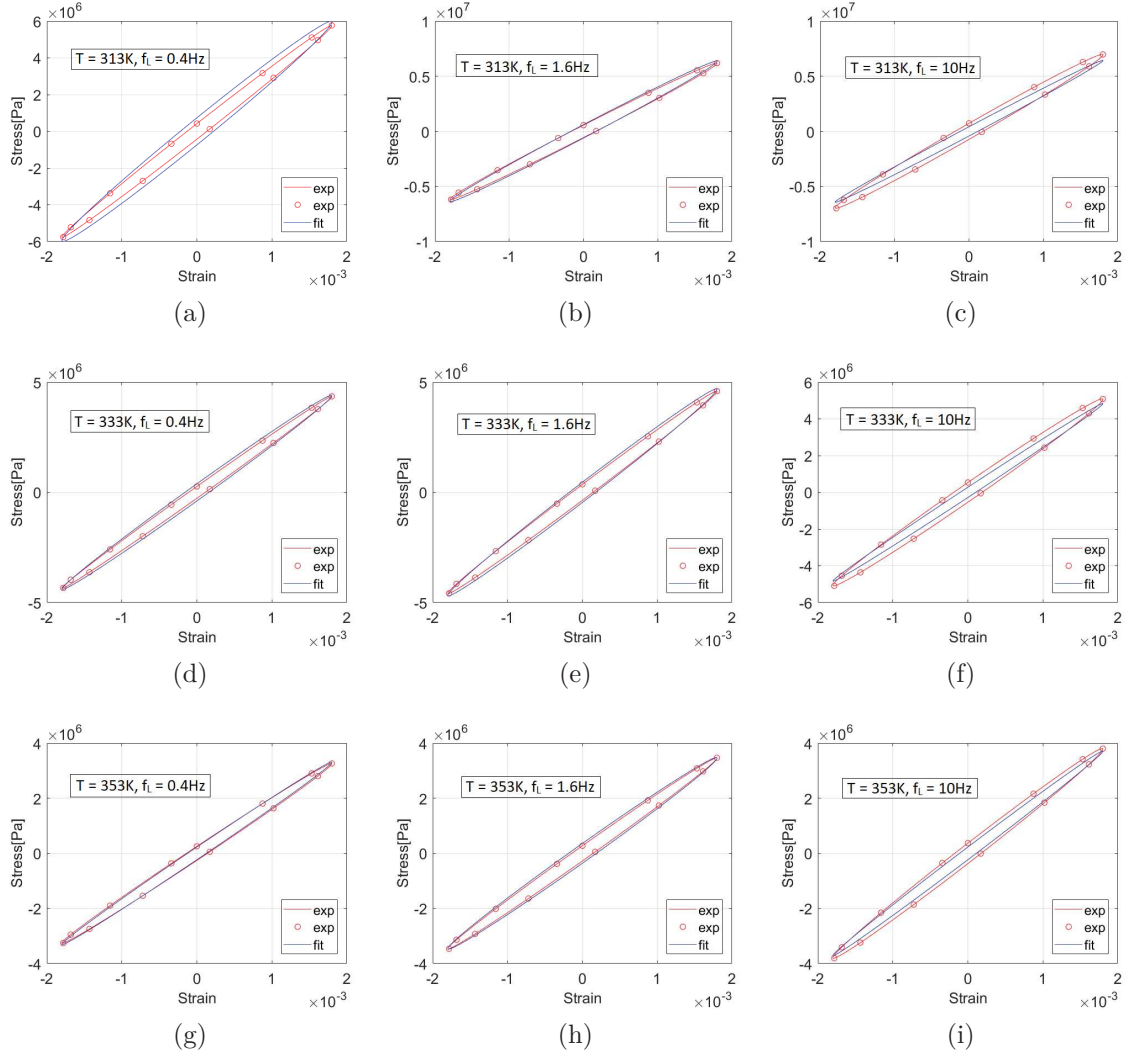 ×10⁶
6
4
2
0
-2
-4
-6
Stress[Pa]
T = 313K, fL = 0.4Hz
exp
exp
fit
-2 -1 0 1 2
Strain ×10⁻³
(a)
×10⁷
1
0.5
0
-0.5
-1
Stress[Pa]
T = 313K, fL = 1.6Hz
exp
exp
fit
-2 -1 0 1 2
Strain ×10⁻³
(b)
×10⁷
1
0.5
0
-0.5
-1
Stress[Pa]
T = 313K, fL = 10Hz
exp
exp
fit
-2 -1 0 1 2
Strain ×10⁻³
(c)
×10⁶
5
0
-5
Stress[Pa]
T = 333K, fL = 0.4Hz
exp
exp
fit
-2 -1 0 1 2
Strain ×10⁻³
(d)
×10⁶
5
0
-5
Stress[Pa]
T = 333K, fL = 1.6Hz
exp
exp
fit
-2 -1 0 1 2
Strain ×10⁻³
(e)
×10⁶
6
4
2
0
-2
-4
-6
Stress[Pa]
T = 333K, fL = 10Hz
exp
exp
fit
-2 -1 0 1 2
Strain ×10⁻³
(f)
×10⁶
4
2
0
-2
-4
Stress[Pa]
T = 353K, fL = 0.4Hz
exp
exp
fit
-2 -1 0 1 2
Strain ×10⁻³
(g)
×10⁶
4
2
0
-2
-4
Stress[Pa]
T = 353K, fL = 1.6Hz
exp
exp
fit
-2 -1 0 1 2
Strain ×10⁻³
(h)
×10⁶
4
2
0
-2
-4
Stress[Pa]
T = 353K, fL = 10Hz
exp
exp
fit
-2 -1 0 1 2
Strain ×10⁻³
(i)